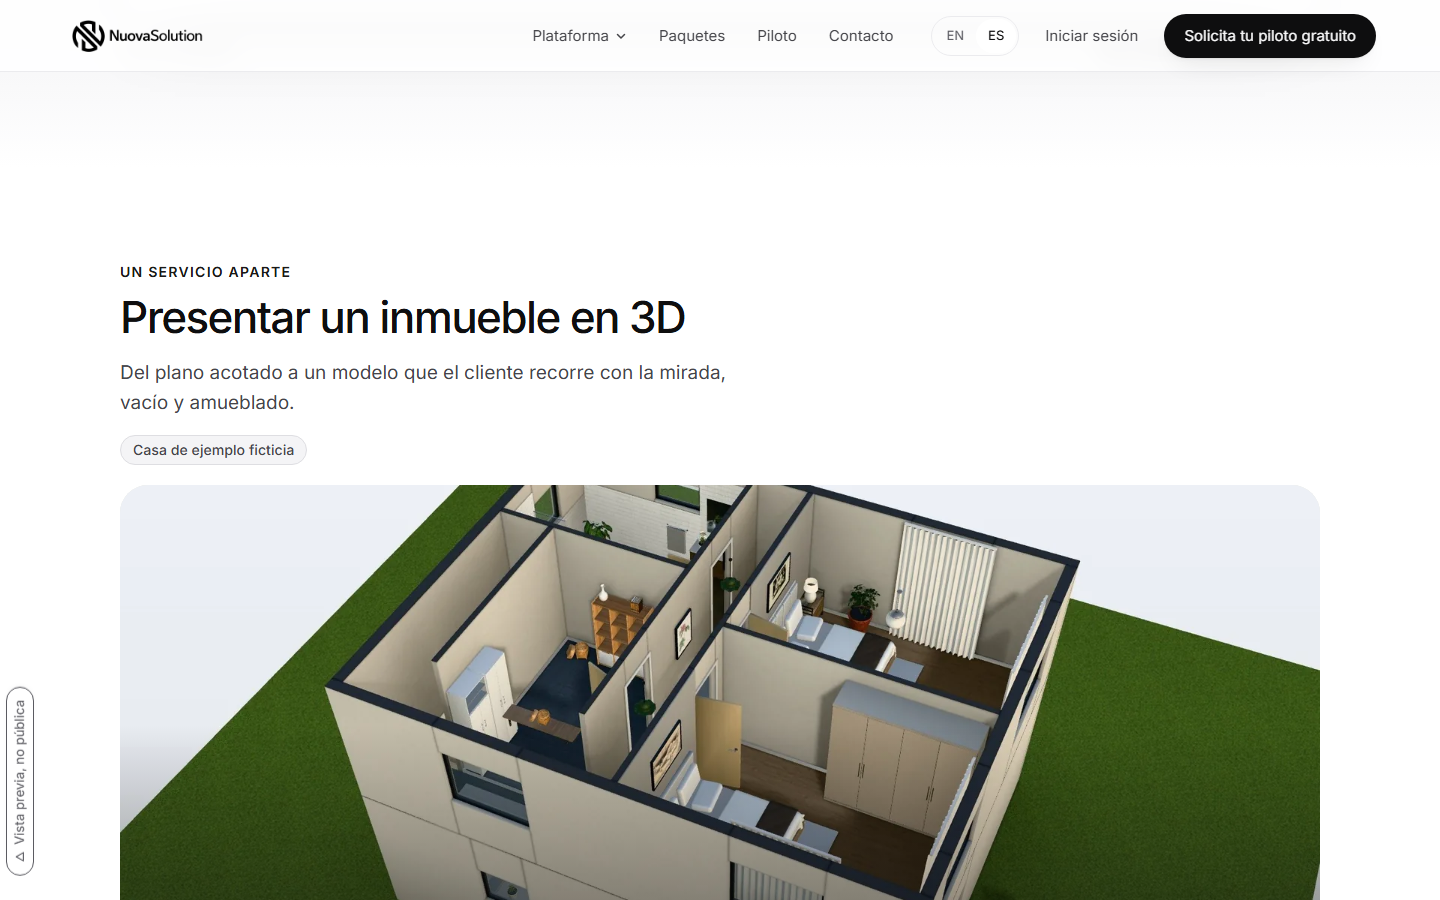 NuovaSolution
Plataforma
Paquetes
Piloto
Contacto
EN
ES
Iniciar sesión
Solicita tu piloto gratuito
UN SERVICIO APARTE
Presentar un inmueble en 3D
Del plano acotado a un modelo que el cliente recorre con la mirada,
vacío y amueblado.
Casa de ejemplo ficticia
Vista previa, no pública